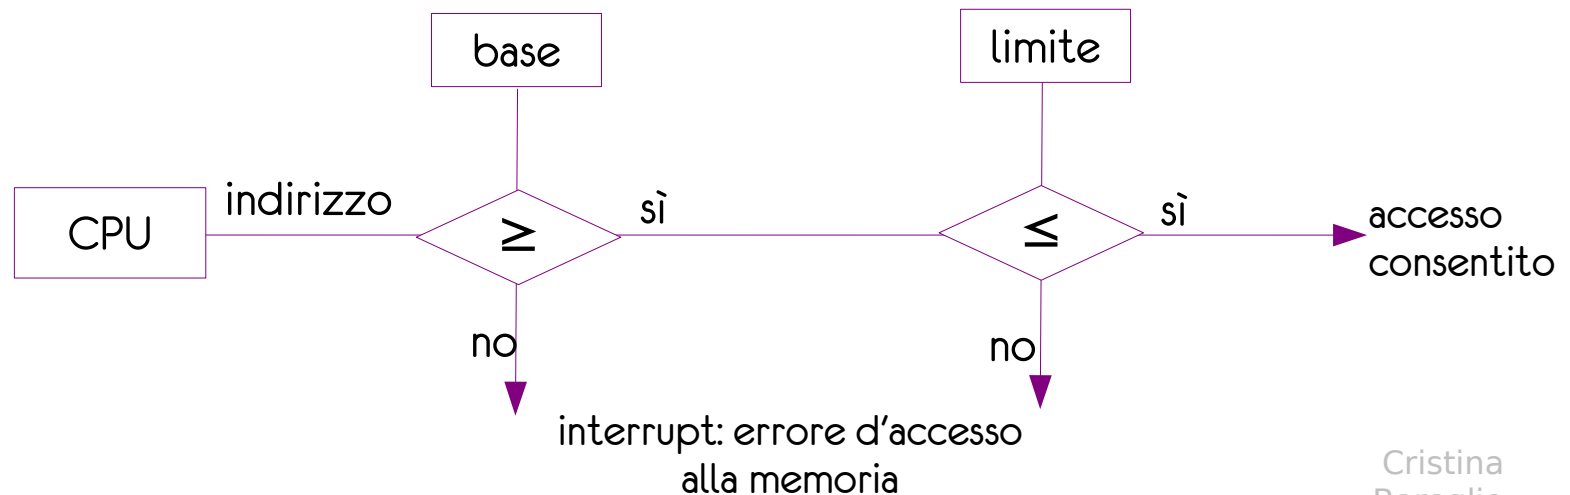 base
limite
CPU
indirizzo
≥
sì
≤
sì
accesso
consentito
no
no
interrupt: errore d'accesso
alla memoria
Cristina